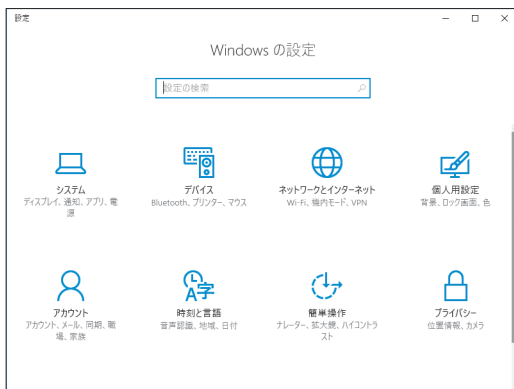 設定
Windows の設定
設定の検索
システム
ディスプレイ、通知、アプリ、電
源
デバイス
Bluetooth、プリンター、マウス
ネットワークとインターネット
Wi-Fi、機内モード、VPN
個人用設定
背景、ロック画面、色
アカウント
アカウント、メール、同期、職
場、家族
時刻と言語
音声認識、地域、日付
簡単操作
ナレーター、拡大鏡、ハイコントラ
スト
プライバシー
位置情報、カメラ